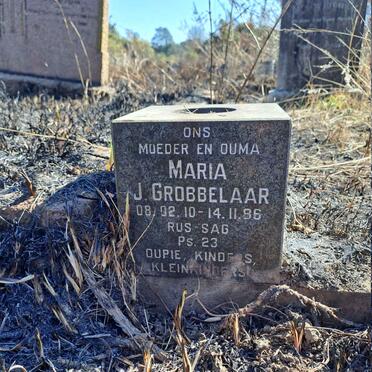 ONS
MOEDER EN OUMA
MARIA
J. GROBBELAAR
08.02.10-14.11.86
RUS SAG
PS. 23
OUPIE, KINDERS,
KLEINKINDERS